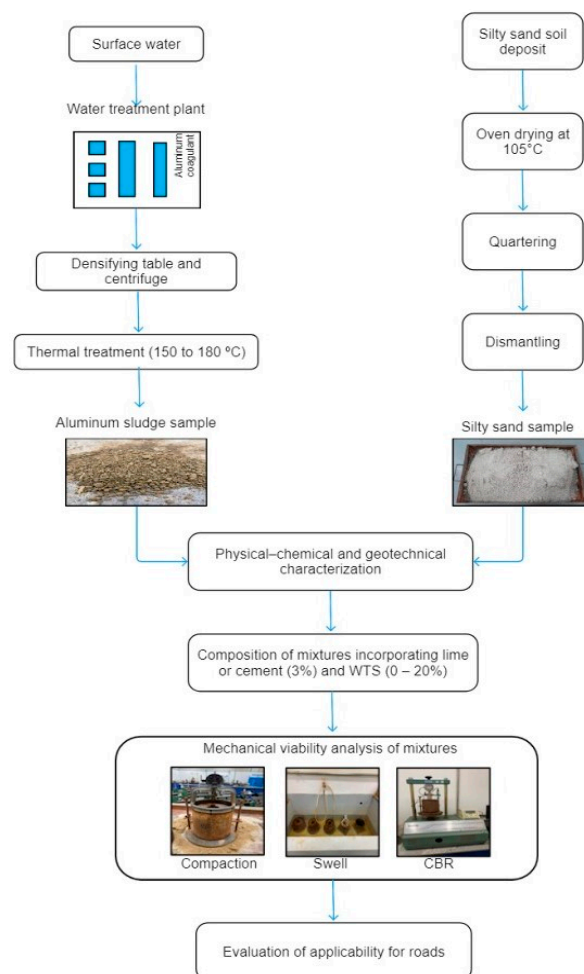 Surface water
Water treatment plant
Aluminum
coagulant
Densifying table and
centrifuge
Thermal treatment (150 to 180 ºC)
Aluminum sludge sample
Silty sand soil
deposit
Oven drying at
105°C
Quartering
Dismantling
Silty sand sample
Physical–chemical and geotechnical
characterization
Composition of mixtures incorporating lime
or cement (3%) and WTS (0 – 20%)
Mechanical viability analysis of mixtures
Compaction
Swell
CBR
Evaluation of applicability for roads